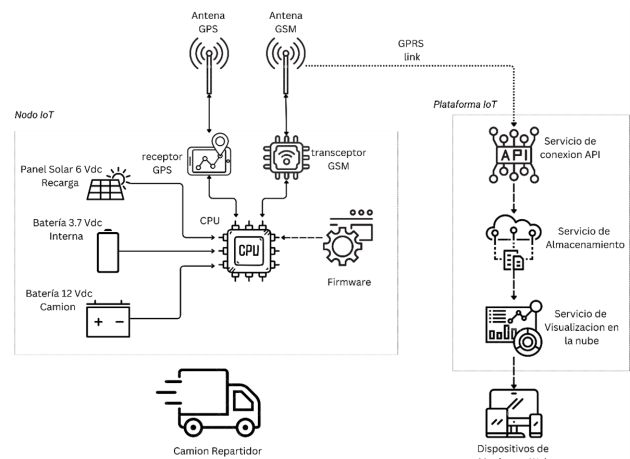 Antena
GPS
Antena
GSM
GPRS
link
Nodo IoT
Plataforma IoT
receptor
GPS
transceptor
GSM
Panel Solar 6 Vdc
Recarga
CPU
Batería 3.7 Vdc
Interna
CPU
Firmware
Batería 12 Vdc
Camion
API
Servicio de
conexion API
Servicio de
Almacenamiento
Servicio de
Visualizacion en
la nube
Camion Repartidor
Dispositivos de